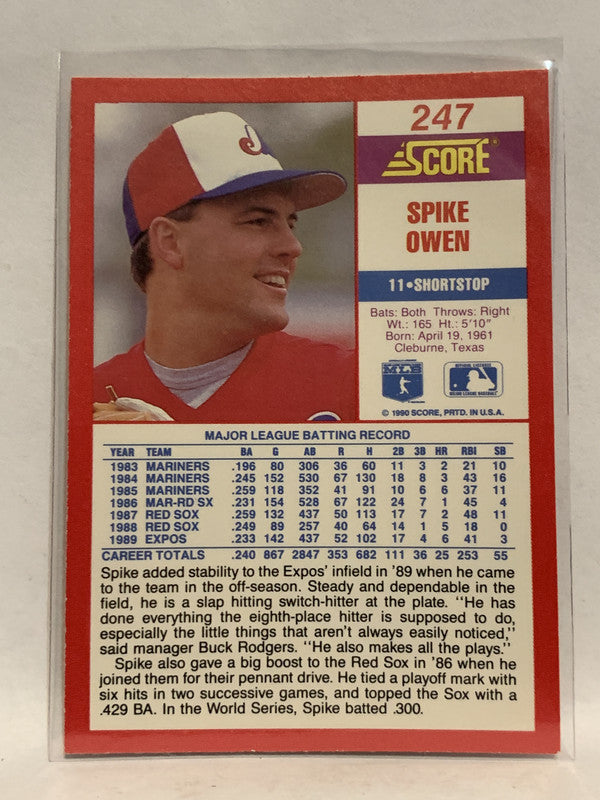 247
SCORE®
SPIKE
OWEN
11•SHORTSTOP
Bats: Both Throws: Right
Wt.: 165 Ht.: 5'10"
Born: April 19, 1961
Cleburne, Texas
MLB
MAJOR LEAGUE BASEBALL
© 1990 SCORE, PRTD. IN U.S.A.
MAJOR LEAGUE BATTING RECORD
YEAR TEAM BA G AB R H 2B 3B HR RBI SB
1983 MARINERS .196 80 306 36 60 11 3 2 21 10
1984 MARINERS .245 152 530 67 130 18 8 3 43 16
1985 MARINERS .259 118 352 41 91 10 6 6 37 11
1986 MAR-RD SX .231 154 528 67 122 24 7 1 45 4
1987 RED SOX .259 132 437 50 113 17 7 2 48 11
1988 RED SOX .249 89 257 40 64 14 1 5 18 0
1989 EXPOS .233 142 437 52 102 17 4 6 41 3
CAREER TOTALS .240 867 2847 353 682 111 36 25 253 55
Spike added stability to the Expos' infield in '89 when he came
to the team in the off-season. Steady and dependable in the
field, he is a slap hitting switch-hitter at the plate. "He has
done everything the eighth-place hitter is supposed to do,
especially the little things that aren't always easily noticed,"
said manager Buck Rodgers. "He also makes all the plays."
Spike also gave a big boost to the Red Sox in '86 when he
joined them for their pennant drive. He tied a playoff mark with
six hits in two successive games, and topped the Sox with a
.429 BA. In the World Series, Spike batted .300.